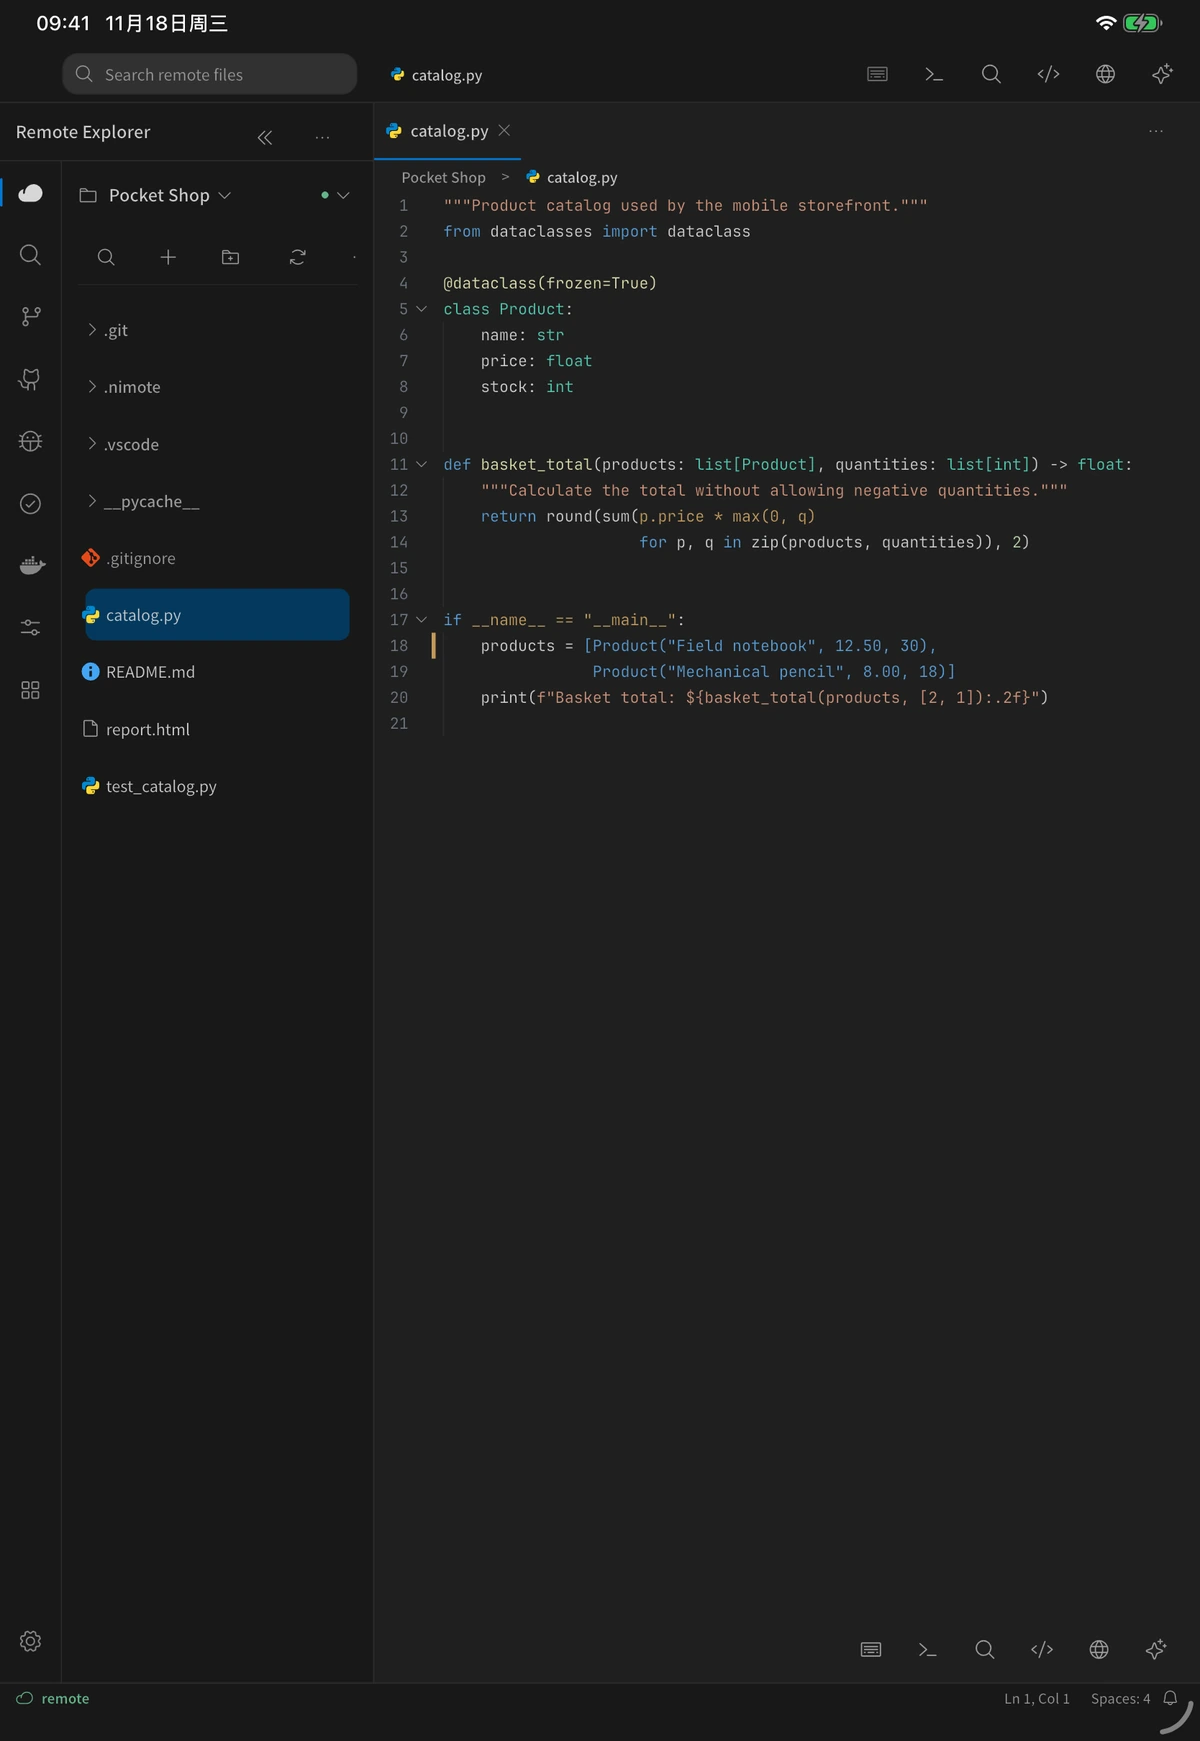 09:41 11月18日周三
Search remote files
catalog.py
Remote Explorer
...
catalog.py
...
Pocket Shop
Pocket Shop > catalog.py
.git
.nimote
.vscode
__pycache__
.gitignore
catalog.py
README.md
report.html
test_catalog.py
1 """Product catalog used by the mobile storefront."""
2 from dataclasses import dataclass
3
4 @dataclass(frozen=True)
5 class Product:
6     name: str
7     price: float
8     stock: int
9
10
11 def basket_total(products: list[Product], quantities: list[int]) -> float:
12     """Calculate the total without allowing negative quantities."""
13     return round(sum(p.price * max(0, q)
14                      for p, q in zip(products, quantities)), 2)
15
16
17 if __name__ == "__main__":
18     products = [Product("Field notebook", 12.50, 30),
19                 Product("Mechanical pencil", 8.00, 18)]
20     print(f"Basket total: ${basket_total(products, [2, 1]):.2f}")
21
remote
Ln 1, Col 1 Spaces: 4